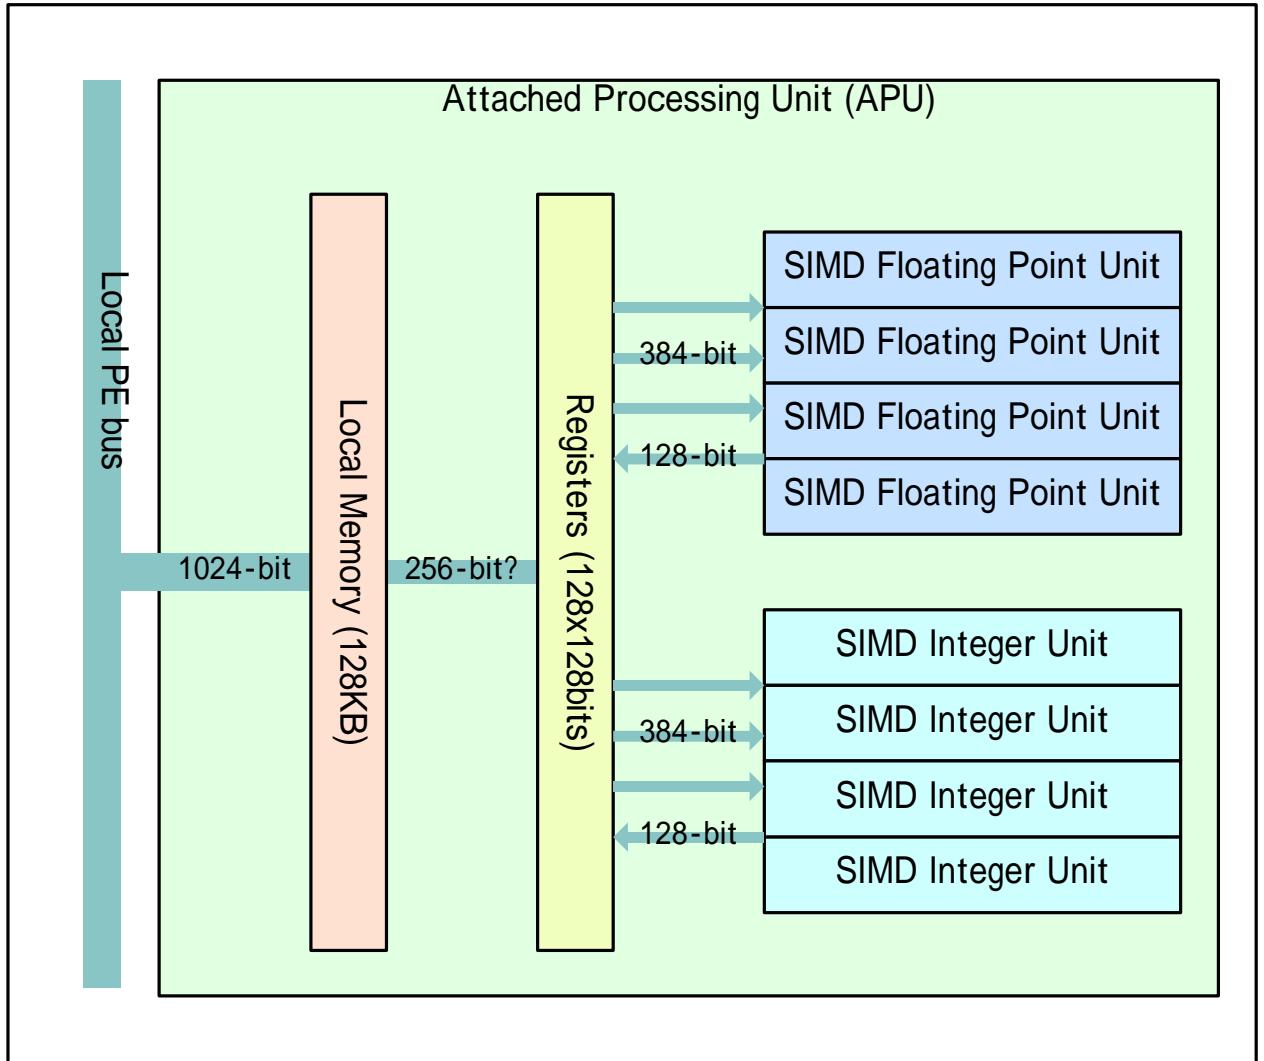 Attached Processing Unit (APU)
Local PE bus
1024-bit
Local Memory (128KB)
256-bit?
Registers (128x128bits)
384-bit
128-bit
SIMD Floating Point Unit
SIMD Floating Point Unit
SIMD Floating Point Unit
SIMD Floating Point Unit
384-bit
128-bit
SIMD Integer Unit
SIMD Integer Unit
SIMD Integer Unit
SIMD Integer Unit